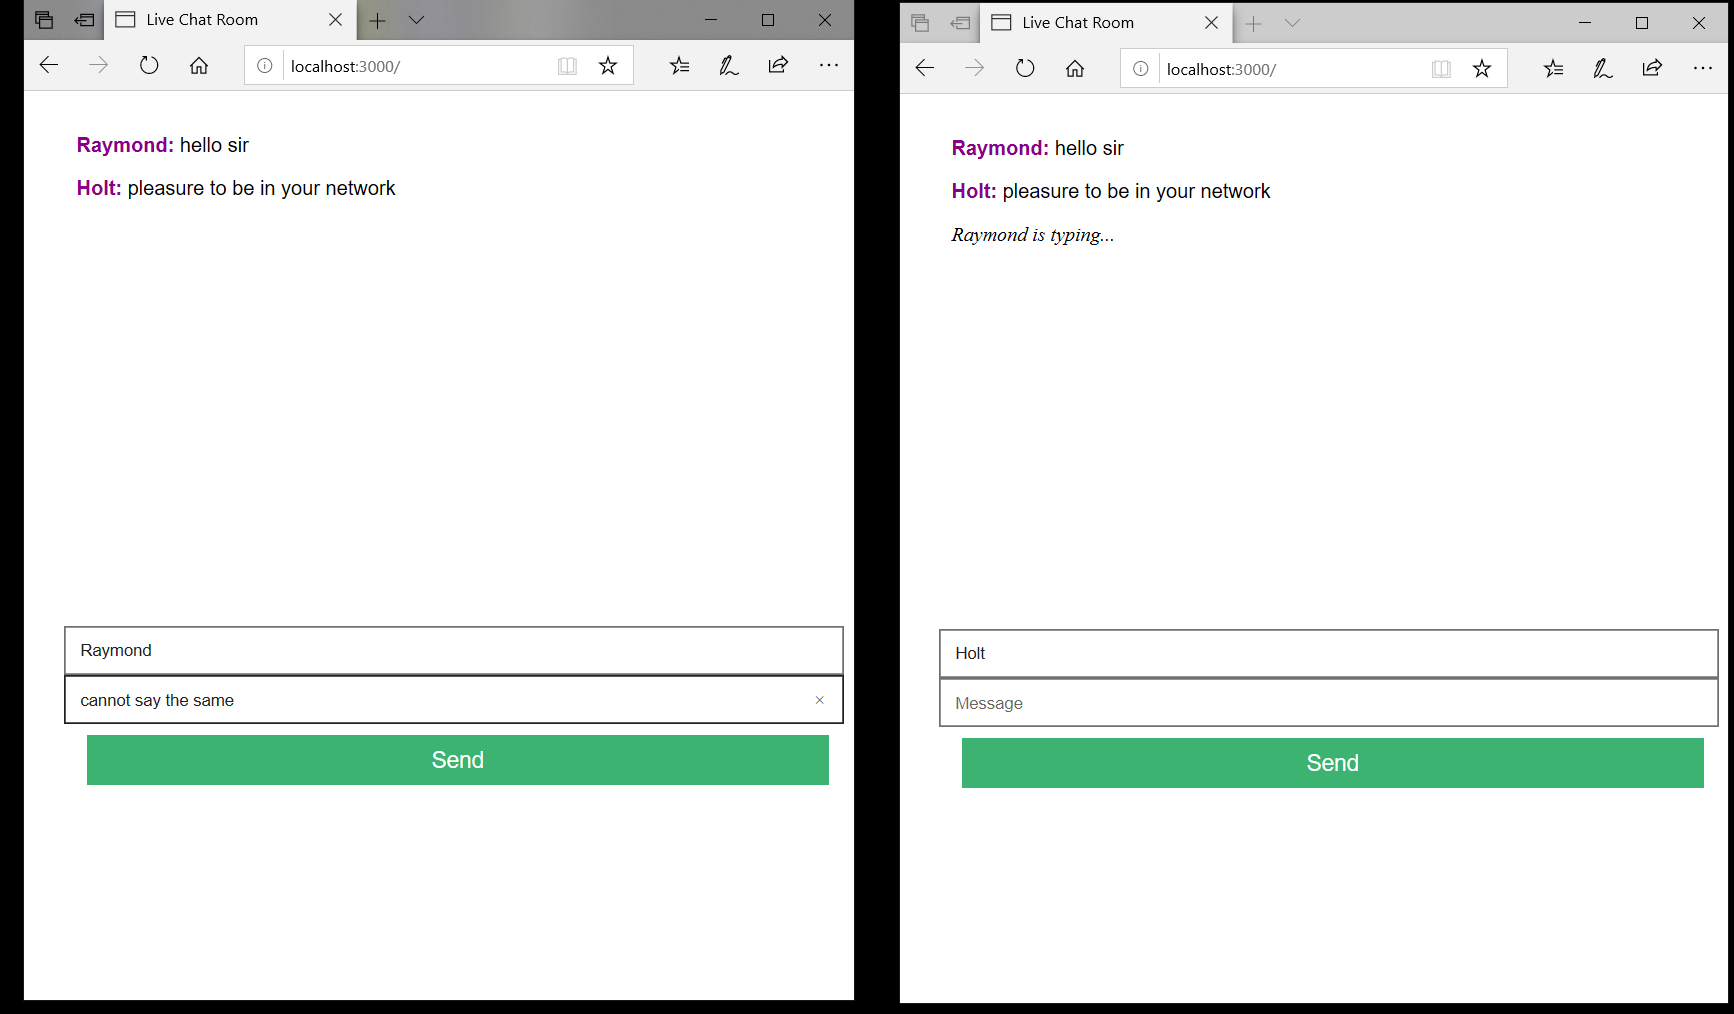 Live Chat Room
localhost:3000/
Raymond: hello sir
Holt: pleasure to be in your network
Raymond
cannot say the same
Send
Live Chat Room
localhost:3000/
Raymond: hello sir
Holt: pleasure to be in your network
Raymond is typing...
Holt
Message
Send